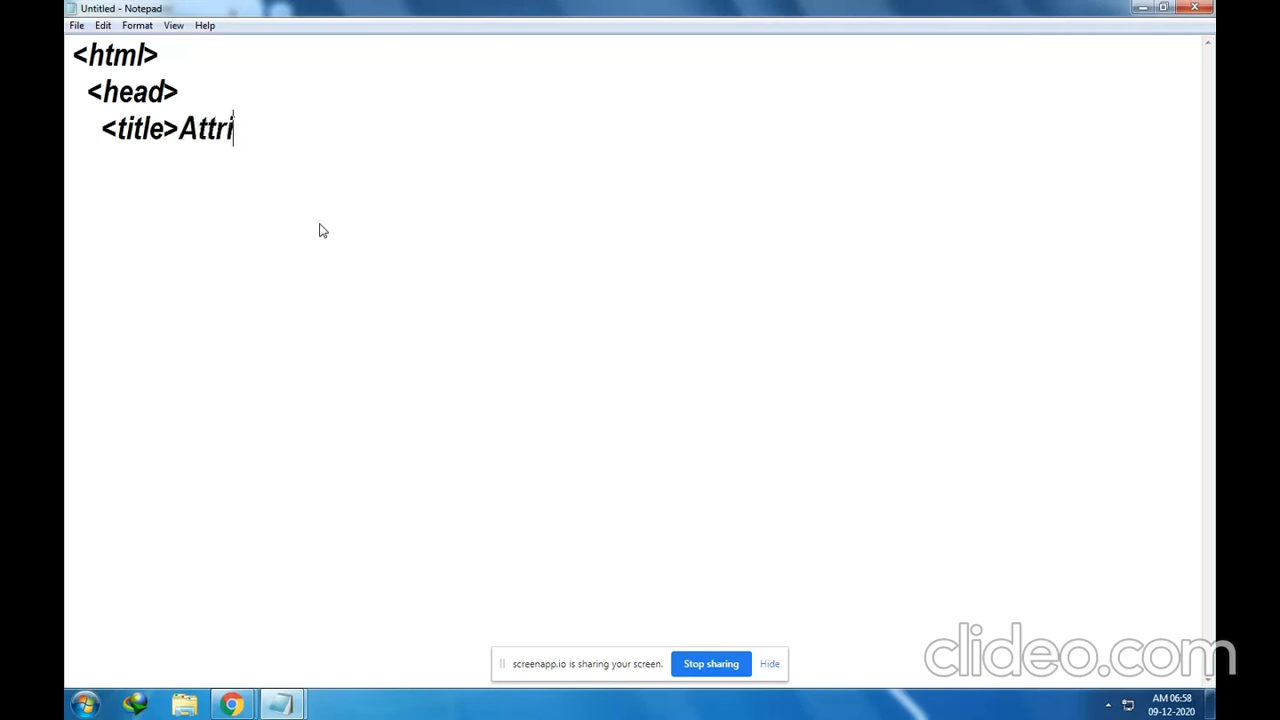 Untitled - Notepad
File Edit Format View Help
<html>
<head>
<title>Attri
screenapp.io is sharing your screen. Stop sharing Hide
clideo.com
AM 06:58
09-12-2020